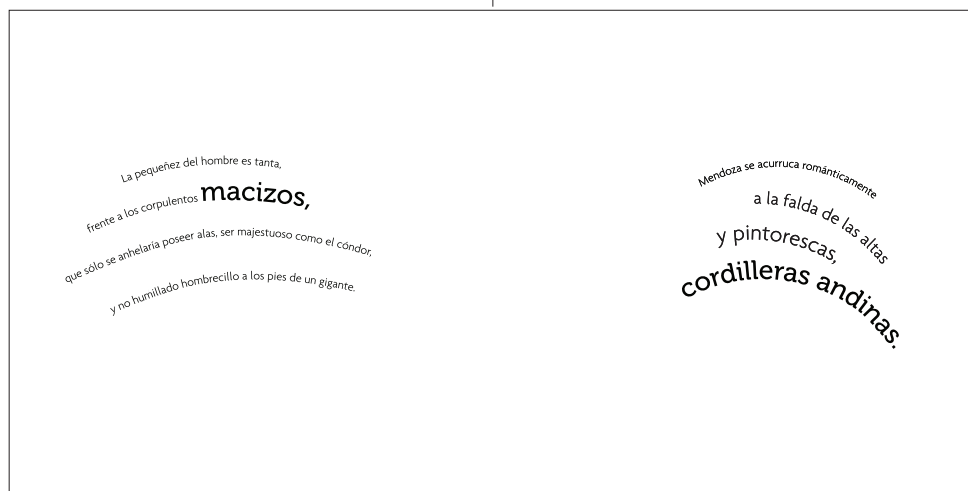 La pequeñez del hombre es tanta,
frente a los corpulentos macizos,
que sólo se anhelaría poseer alas, ser majestuoso como el cóndor,
y no humillado hombrecillo a los pies de un gigante.
Mendoza se acurruca románticamente
a la falda de las altas
y pintorescas,
cordilleras andinas.